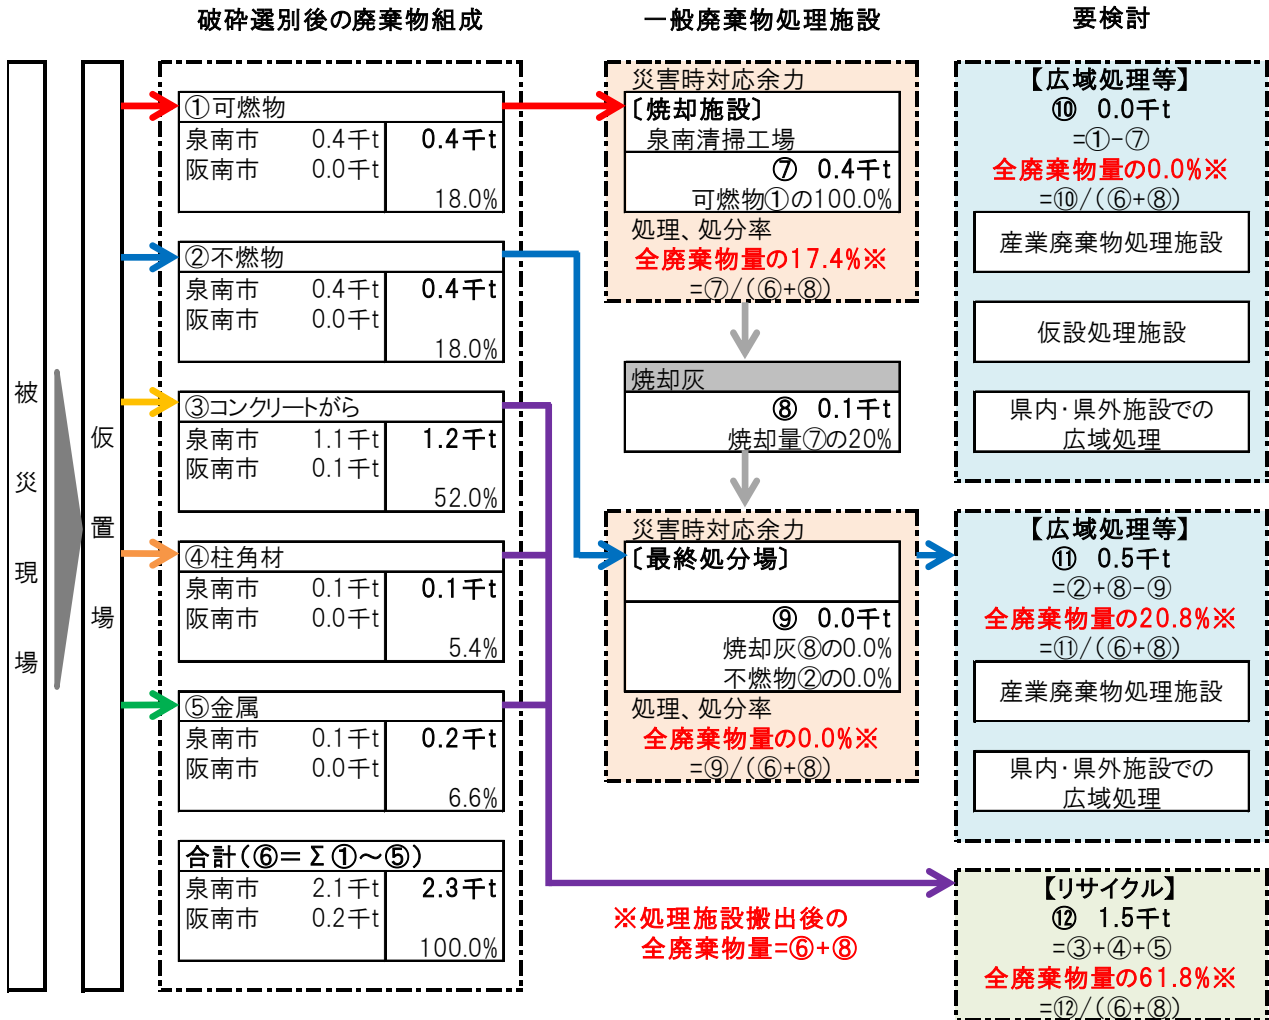 破砕選別後の廃棄物組成
一般廃棄物処理施設
要検討
被災現場
仮置場
①可燃物
泉南市 0.4千t 0.4千t
阪南市 0.0千t
18.0%
②不燃物
泉南市 0.4千t 0.4千t
阪南市 0.0千t
18.0%
③コンクリートがら
泉南市 1.1千t 1.2千t
阪南市 0.1千t
52.0%
④柱角材
泉南市 0.1千t 0.1千t
阪南市 0.0千t
5.4%
⑤金属
泉南市 0.1千t 0.2千t
阪南市 0.0千t
6.6%
合計(⑥=Σ①~⑤)
泉南市 2.1千t 2.3千t
阪南市 0.2千t
100.0%
災害時対応余力
〔焼却施設〕
泉南清掃工場
⑦ 0.4千t
可燃物①の100.0%
処理、処分率
全廃棄物量の17.4%※
=⑦/(⑥+⑧)
焼却灰
⑧ 0.1千t
焼却量⑦の20%
災害時対応余力
〔最終処分場〕
⑨ 0.0千t
焼却灰⑧の0.0%
不燃物②の0.0%
処理、処分率
全廃棄物量の0.0%※
=⑨/(⑥+⑧)
※処理施設搬出後の
全廃棄物量=⑥+⑧
【広域処理等】
⑩ 0.0千t
=①-⑦
全廃棄物量の0.0%※
=⑩/(⑥+⑧)
産業廃棄物処理施設
仮設処理施設
県内・県外施設での
広域処理
【広域処理等】
⑪ 0.5千t
=②+⑧-⑨
全廃棄物量の20.8%※
=⑪/(⑥+⑧)
産業廃棄物処理施設
県内・県外施設での
広域処理
【リサイクル】
⑫ 1.5千t
=③+④+⑤
全廃棄物量の61.8%※
=⑫/(⑥+⑧)